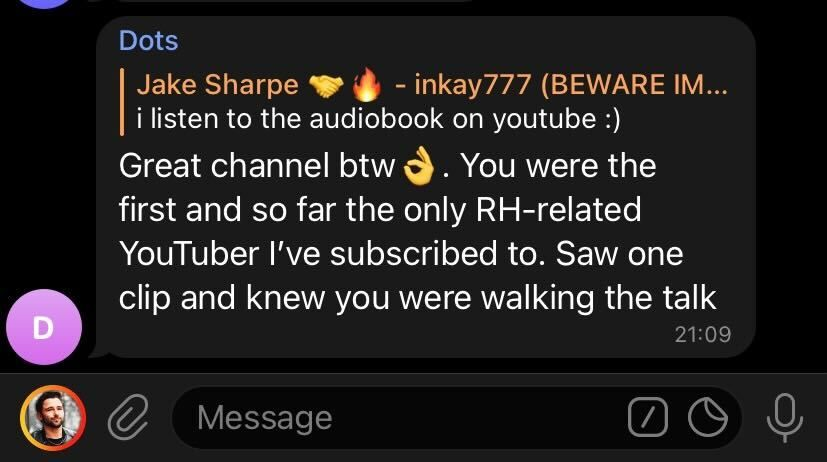 Dots
Jake Sharpe 🤝🔥 - inkay777 (BEWARE IM...
i listen to the audiobook on youtube :)
Great channel btw👌. You were the
first and so far the only RH-related
YouTuber I’ve subscribed to. Saw one
clip and knew you were walking the talk
21:09
D
Message